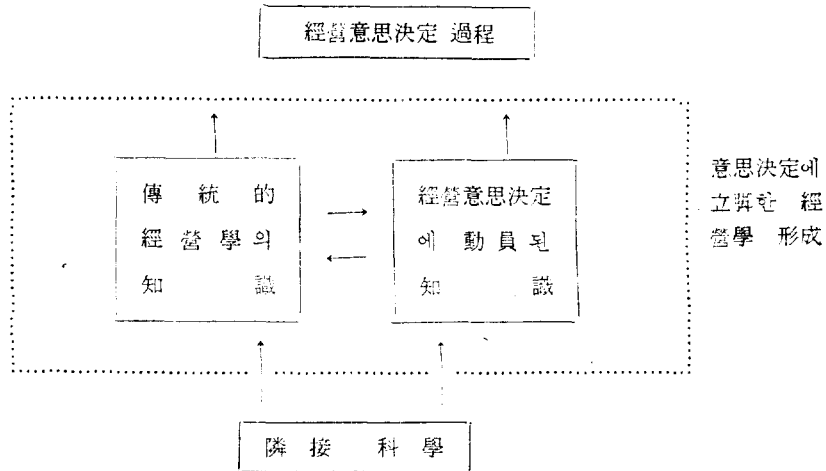 經營意思決定 過程
傳統的
經營學의
知識
經營意思決定
에 動員된
知識
意思決定에
立脚한 經
營學 形成
隣接 科學